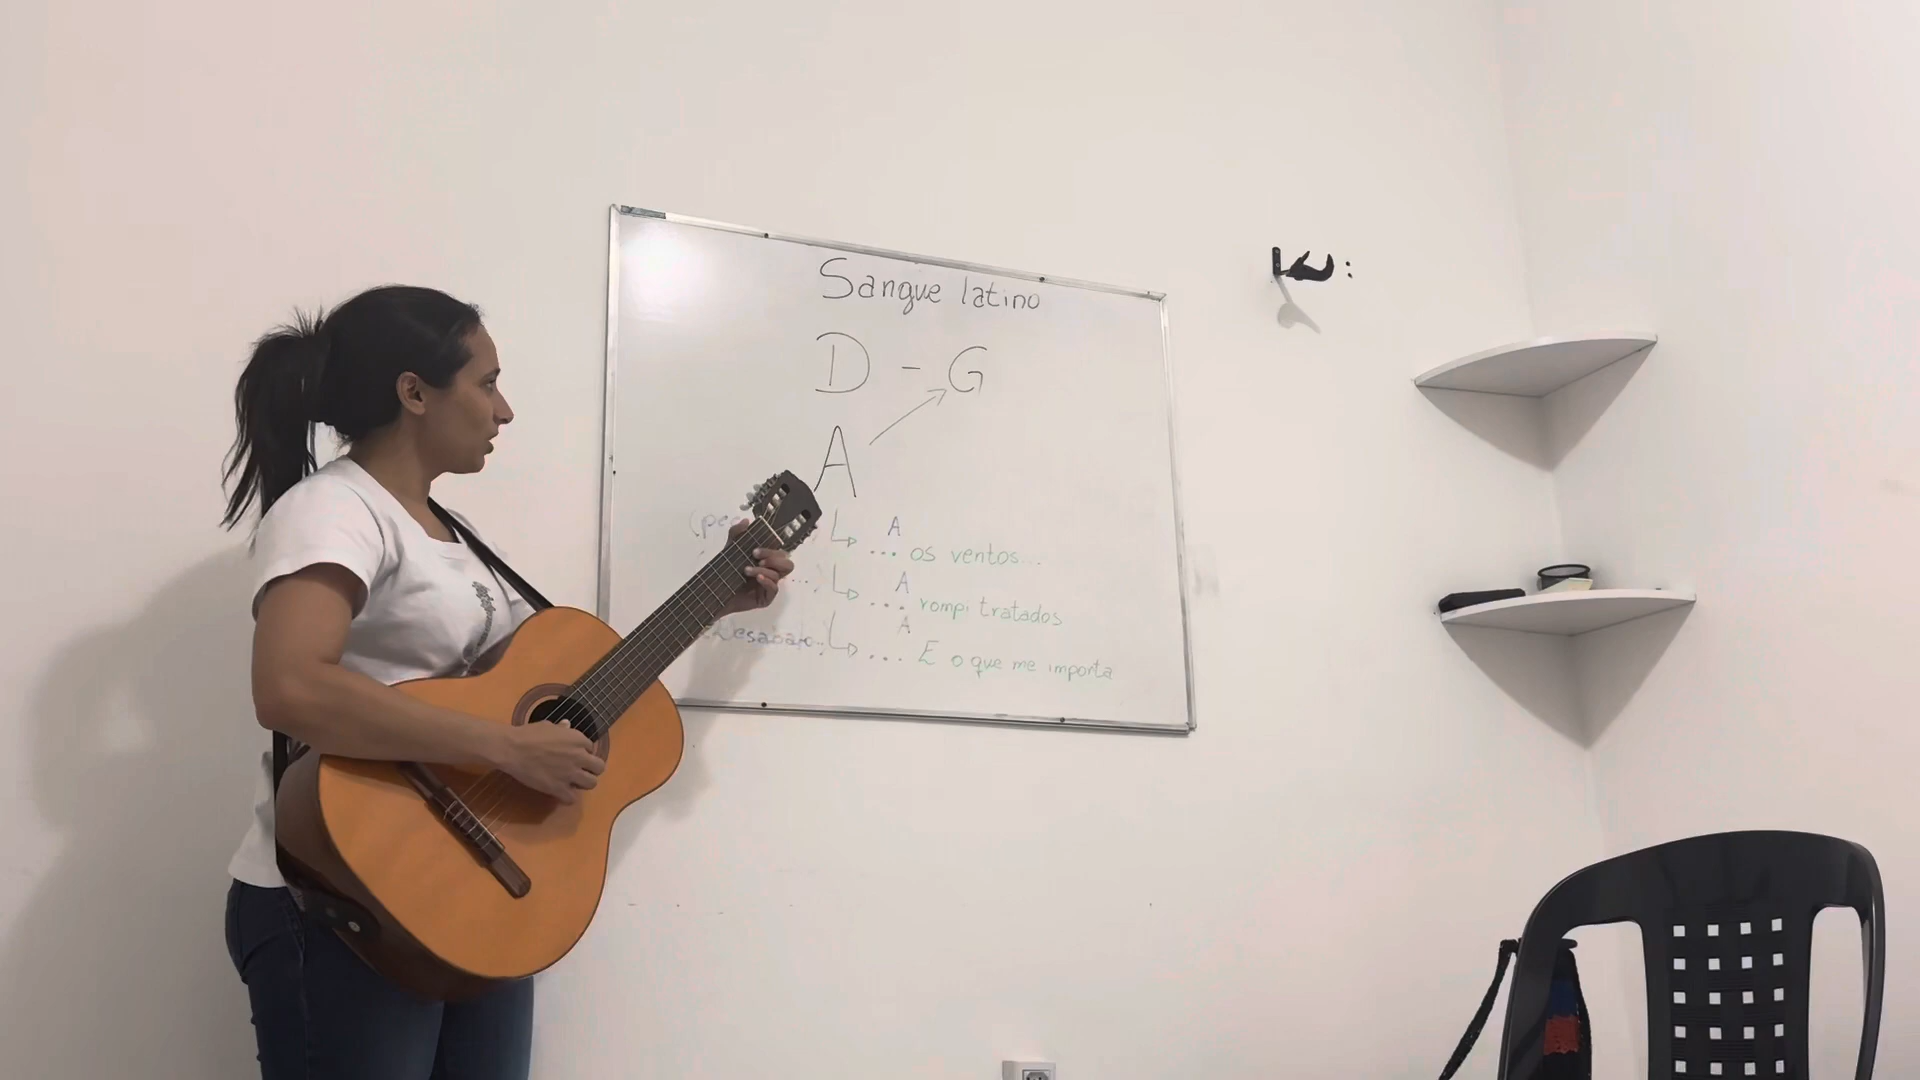 Sangue latino
D - G
A
A
... os ventos...
A
... rompi tratados
A
... E o que me importa